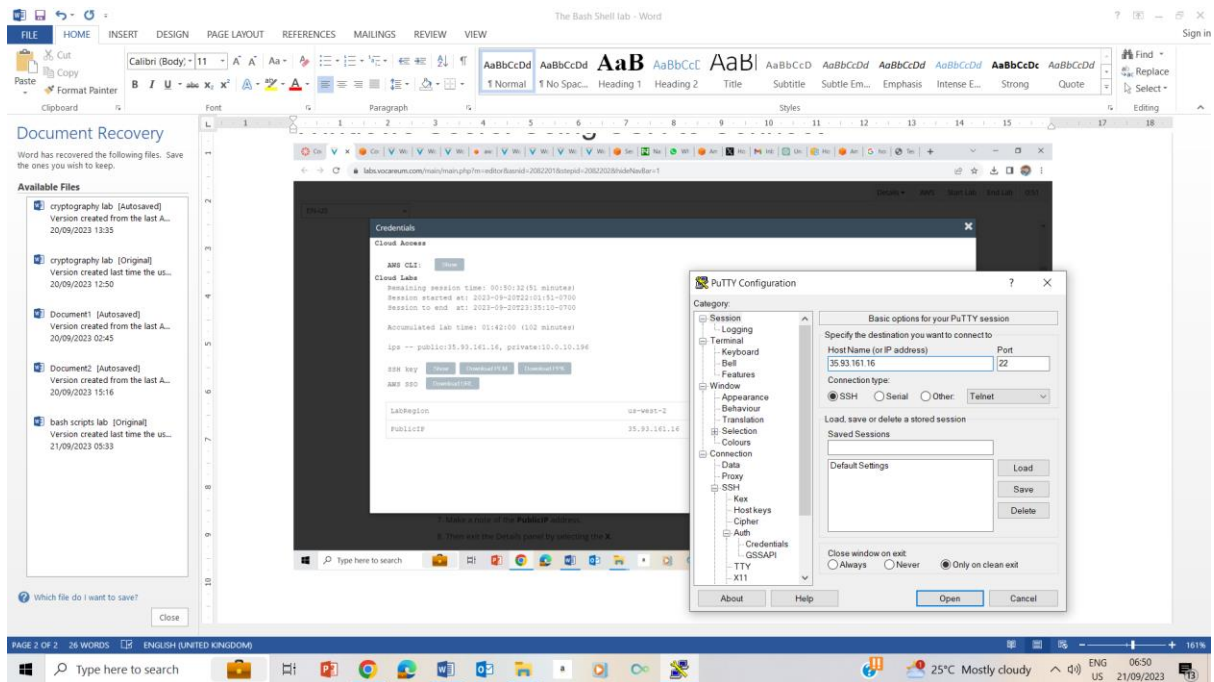 The Bash Shell lab - Word
Sign in
FILE HOME INSERT DESIGN PAGE LAYOUT REFERENCES MAILINGS REVIEW VIEW
Cut
Copy
Format Painter
Paste
Calibri (Body) 11
AaBbCcDd AaBbCcDd AaB AaBbCcE AaBl AaBbCcD AaBbCcDd AaBbCcDd AaBbCcDd AaBbCcDc AaBbCcDd
¶ Normal ¶ No Spac... Heading 1 Heading 2 Title Subtitle Subtle Em... Emphasis Intense E... Strong Quote
Find
Replace
Select
Clipboard Font Paragraph Styles Editing
Document Recovery
Word has recovered the following files. Save
the ones you wish to keep.
Available Files
cryptography lab [Autosaved]
Version created from the last A...
20/09/2023 13:35
cryptography lab [Original]
Version created last time the us...
20/09/2023 12:50
Document1 [Autosaved]
Version created from the last A...
20/09/2023 02:45
Document2 [Autosaved]
Version created from the last A...
20/09/2023 15:16
bash scripts lab [Original]
Version created last time the us...
21/09/2023 05:33
Which file do I want to save?
Close
labs.vocareum.com/main/main.php?m=editor&asnid=2082201&stepid=2082202&hideNavBar=1
Details AWS Start Lab End Lab
Credentials
Cloud Access
AWS CLI: Show
Cloud Labs
Remaining session time: 00:50:32(51 minutes)
Session started at: 2023-09-20T22:01:51-0700
Session to end at: 2023-09-20T23:35:10-0700
Accumulated lab time: 01:42:00 (102 minutes)
ips -- public:35.93.161.16, private:10.0.10.196
SSH key Show Download PEM Download PPK
AWS SSO Download URL
LabRegion us-west-2
PublicIP 35.93.161.16
7. Make a note of the PublicIP address.
8. Then exit the Details panel by selecting the X.
Type here to search
PuTTY Configuration
Category:
Session
Logging
Terminal
Keyboard
Bell
Features
Window
Appearance
Behaviour
Translation
Selection
Colours
Connection
Data
Proxy
SSH
Kex
Host keys
Cipher
Auth
Credentials
GSSAPI
TTY
X11
Basic options for your PuTTY session
Specify the destination you want to connect to
Host Name (or IP address) Port
35.93.161.16 22
Connection type:
SSH Serial Other: Telnet
Load, save or delete a stored session
Saved Sessions
Default Settings
Load
Save
Delete
Close window on exit:
Always Never Only on clean exit
About Help Open Cancel
PAGE 2 OF 2 26 WORDS ENGLISH (UNITED KINGDOM) 161%
Type here to search
25°C Mostly cloudy
ENG
US
06:50
21/09/2023